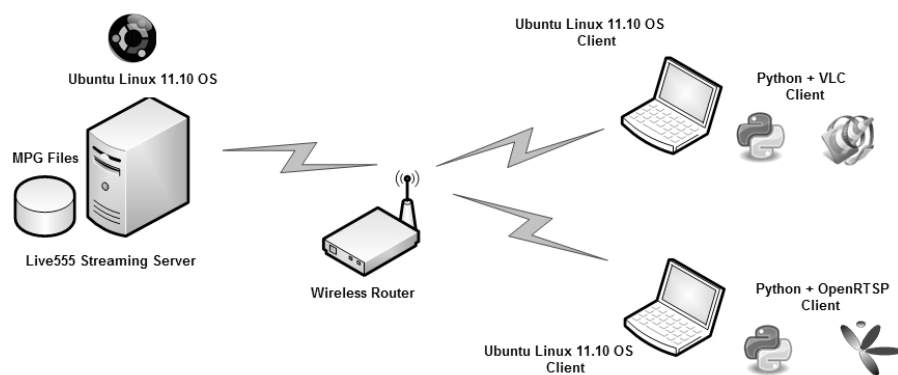 Ubuntu Linux 11.10 OS
MPG Files
Live555 Streaming Server
Wireless Router
Ubuntu Linux 11.10 OS
Client
Python + VLC
Client
Python + OpenRTSP
Client
Ubuntu Linux 11.10 OS
Client